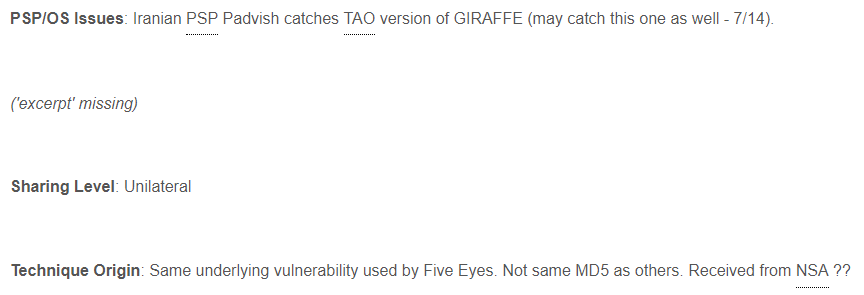 PSP/OS Issues: Iranian PSP Padvish catches TAO version of GIRAFFE (may catch this one as well - 7/14).
('excerpt' missing)
Sharing Level: Unilateral
Technique Origin: Same underlying vulnerability used by Five Eyes. Not same MD5 as others. Received from NSA ??